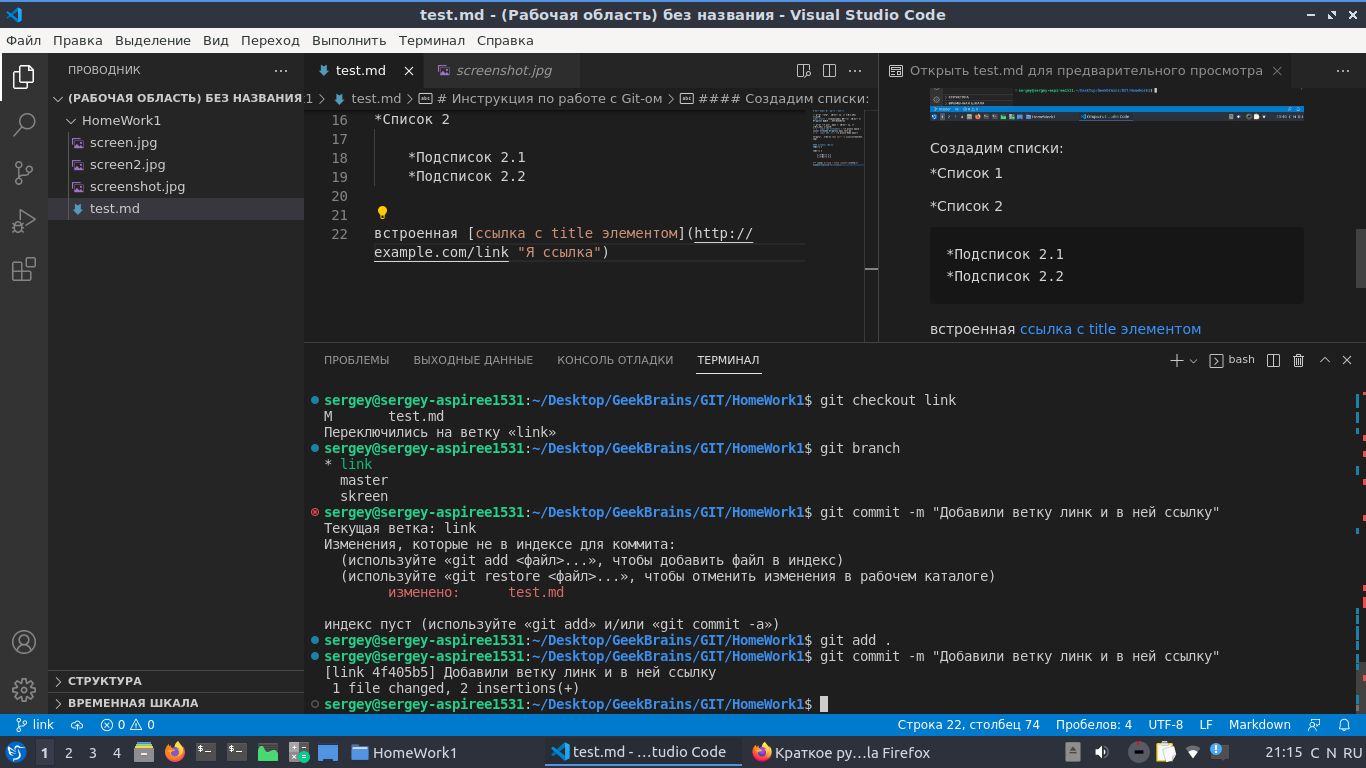 test.md - (Рабочая область) без названия - Visual Studio Code
Файл Правка Выделение Вид Переход Выполнить Терминал Справка
ПРОВОДНИК
(РАБОЧАЯ ОБЛАСТЬ) БЕЗ НАЗВАНИЯ
HomeWork1
screen.jpg
screen2.jpg
screenshot.jpg
test.md
СТРУКТУРА
ВРЕМЕННАЯ ШКАЛА
test.md screenshot.jpg
1 > test.md > # Инструкция по работе с Git-ом > #### Создадим списки:
16 *Список 2
17
18 *Подсписок 2.1
19 *Подсписок 2.2
20
21
22 встроенная [ссылка с title элементом](http://
example.com/link "Я ссылка")
Открыть test.md для предварительного просмотра
Создадим списки:
*Список 1
*Список 2
*Подсписок 2.1
*Подсписок 2.2
встроенная ссылка с title элементом
ПРОБЛЕМЫ ВЫХОДНЫЕ ДАННЫЕ КОНСОЛЬ ОТЛАДКИ ТЕРМИНАЛ
bash
sergey@sergey-aspiree1531:~/Desktop/GeekBrains/GIT/HomeWork1$ git checkout link
M test.md
Переключились на ветку «link»
sergey@sergey-aspiree1531:~/Desktop/GeekBrains/GIT/HomeWork1$ git branch
* link
master
skreen
sergey@sergey-aspiree1531:~/Desktop/GeekBrains/GIT/HomeWork1$ git commit -m "Добавили ветку линк и в ней ссылку"
Текущая ветка: link
Изменения, которые не в индексе для коммита:
(используйте «git add <файл>...», чтобы добавить файл в индекс)
(используйте «git restore <файл>...», чтобы отменить изменения в рабочем каталоге)
изменено: test.md
индекс пуст (используйте «git add» и/или «git commit -a»)
sergey@sergey-aspiree1531:~/Desktop/GeekBrains/GIT/HomeWork1$ git add .
sergey@sergey-aspiree1531:~/Desktop/GeekBrains/GIT/HomeWork1$ git commit -m "Добавили ветку линк и в ней ссылку"
[link 4f405b5] Добавили ветку линк и в ней ссылку
1 file changed, 2 insertions(+)
sergey@sergey-aspiree1531:~/Desktop/GeekBrains/GIT/HomeWork1$
link 0 0 Строка 22, столбец 74 Пробелов: 4 UTF-8 LF Markdown
1 2 3 4 HomeWork1 test.md - ...tudio Code Краткое ру...la Firefox 21:15 C N RU